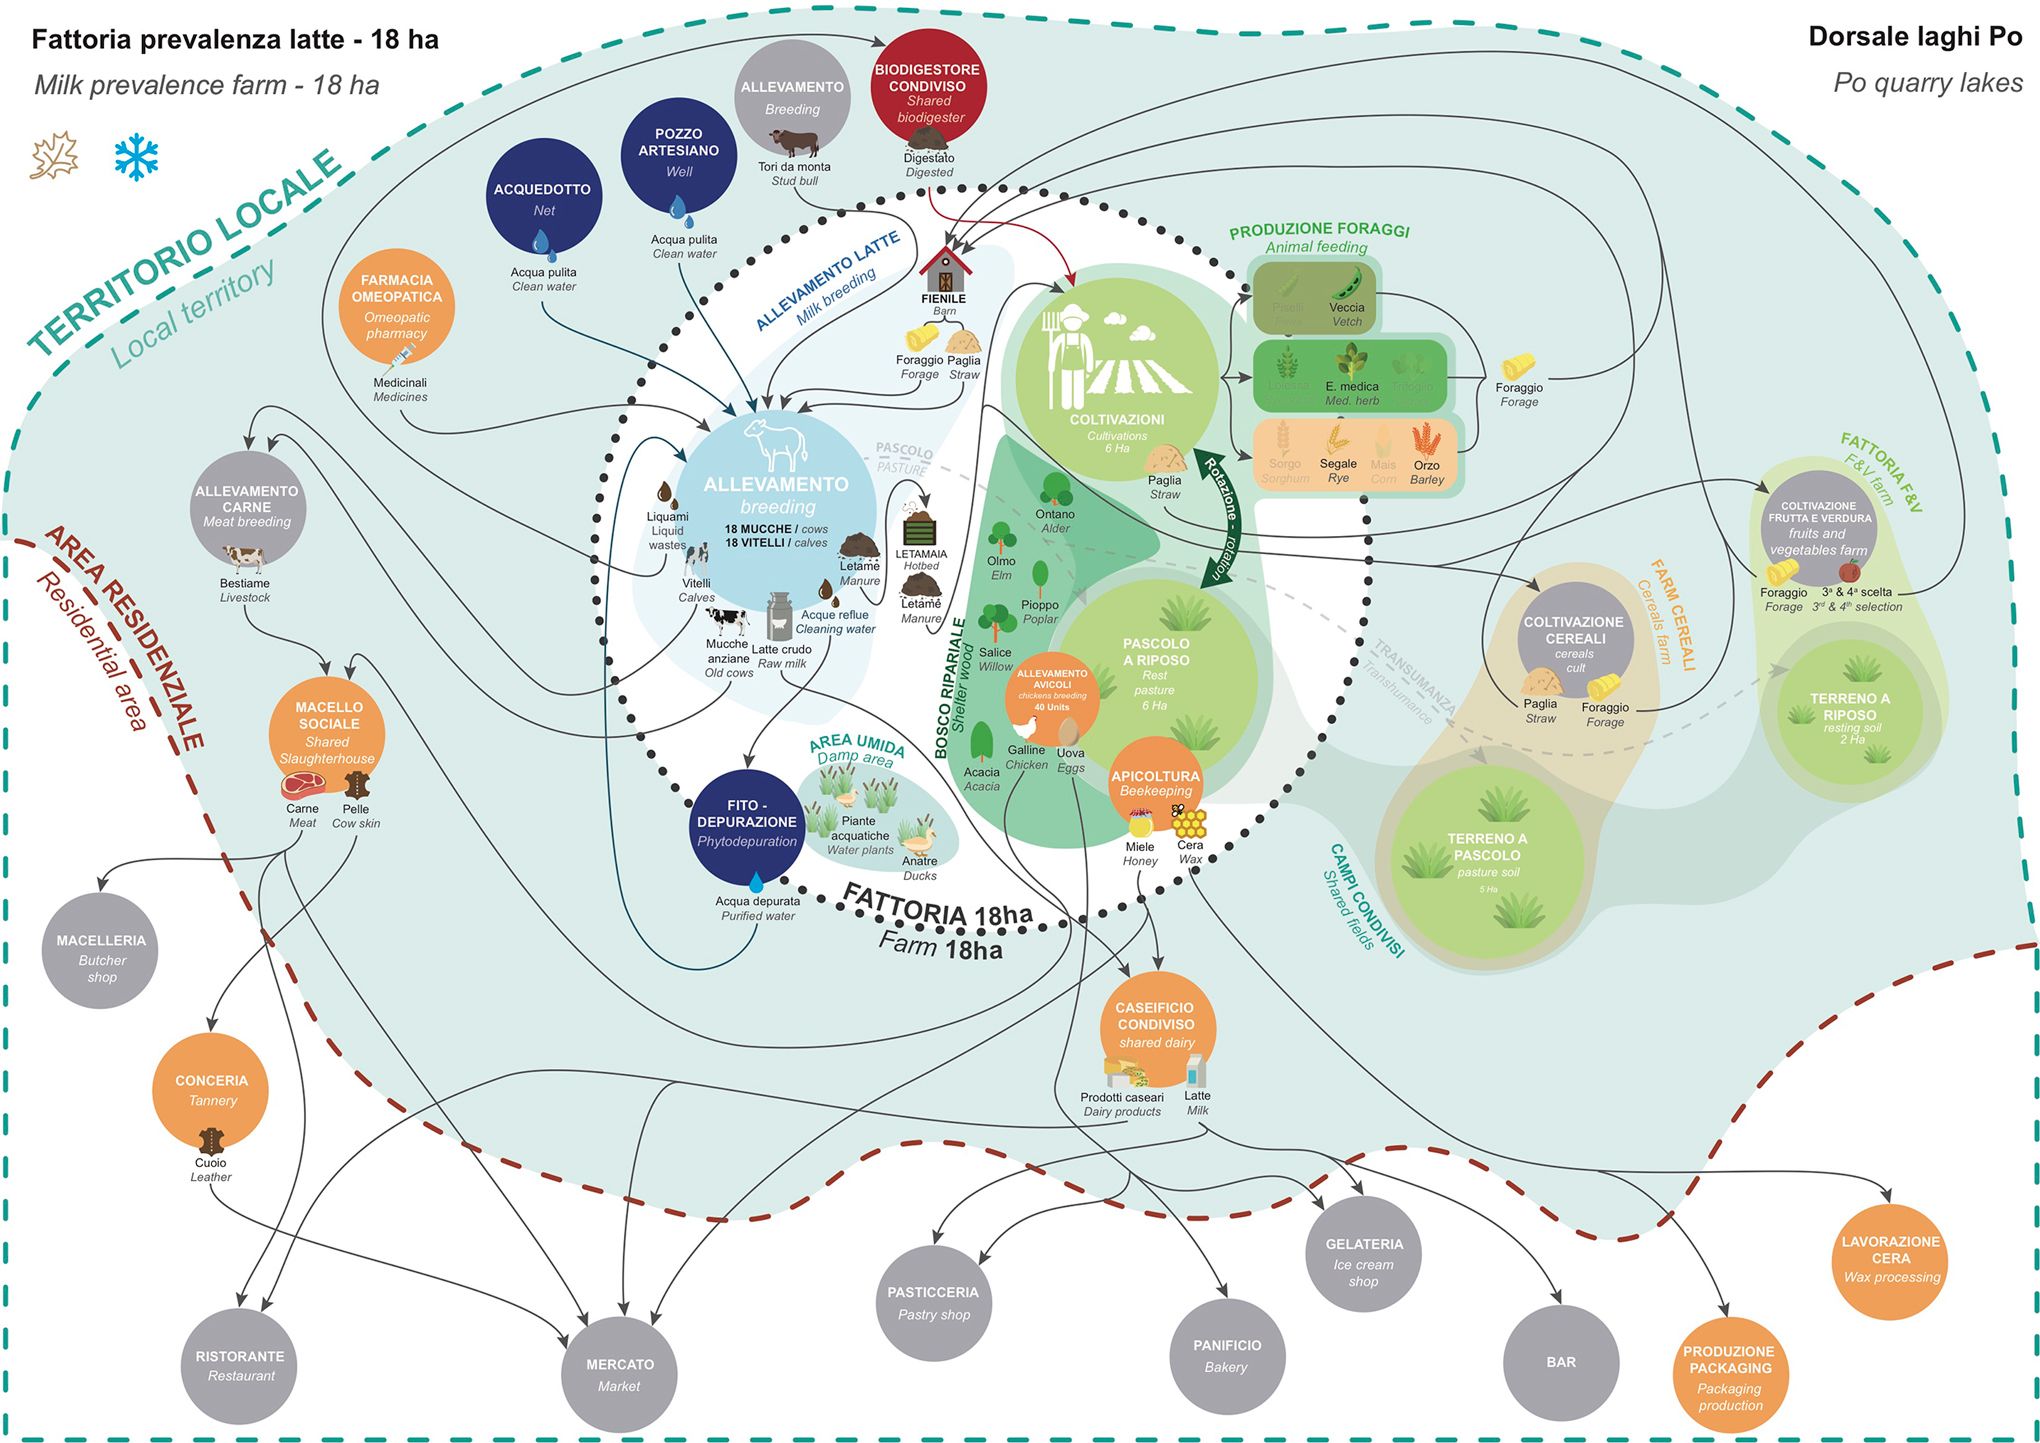 Fattoria prevalenza latte - 18 ha
Milk prevalence farm - 18 ha
Dorsale laghi Po
Po quarry lakes
TERRITORIO LOCALE
Local territory
AREA RESIDENZIALE
Residential area
ALLEVAMENTO
Breeding
Tori da monta
Stud bull
BIODIGESTORE
CONDIVISO
Shared
biodigester
Digestato
Digested
POZZO
ARTESIANO
Well
Acqua pulita
Clean water
ACQUEDOTTO
Net
Acqua pulita
Clean water
FARMACIA
OMEOPATICA
Omeopatic
pharmacy
Medicinali
Medicines
ALLEVAMENTO LATTE
Milk breeding
FIENILE
Barn
Foraggio
Forage
Paglia
Straw
PRODUZIONE FORAGGI
Animal feeding
Piselli
Veccia
Vetch
E. medica
Med. herb
Trifoglio
Sorgo
Sorghum
Segale
Rye
Mais
Corn
Orzo
Barley
Foraggio
Forage
COLTIVAZIONI
Cultivations
6 Ha
Paglia
Straw
Rotazione - rotation
PASCOLO
PASTURE
ALLEVAMENTO
breeding
18 MUCCHE / cows
18 VITELLI / calves
Liquami
Liquid
wastes
Vitelli
Calves
Mucche
anziane
Old cows
Latte crudo
Raw milk
Acque reflue
Cleaning water
Letame
Manure
LETAMAIA
Hotbed
Letame
Manure
BOSCO RIPARIALE
Shelter wood
Ontano
Alder
Olmo
Elm
Pioppo
Poplar
Salice
Willow
Acacia
Acacia
ALLEVAMENTO
AVICOLI
chickens breeding
40 Units
Galline
Chicken
Uova
Eggs
PASCOLO
A RIPOSO
Rest
pasture
6 Ha
APICOLTURA
Beekeeping
Miele
Honey
Cera
Wax
ALLEVAMENTO
CARNE
Meat breeding
Bestiame
Livestock
MACELLO
SOCIALE
Shared
Slaughterhouse
Carne
Meat
Pelle
Cow skin
FITO -
DEPURAZIONE
Phytodepuration
Acqua depurata
Purified water
AREA UMIDA
Damp area
Piante
acquatiche
Water plants
Anatre
Ducks
FATTORIA 18ha
Farm 18ha
TRANSUMANZA
Transhumance
FATTORIA F&V
F&V farm
COLTIVAZIONE
FRUTTA E VERDURA
fruits and
vegetables farm
Foraggio
Forage
3ª & 4ª scelta
3rd & 4th selection
TERRENO A
RIPOSO
resting soil
2 Ha
FARM CEREALI
Cereals farm
COLTIVAZIONE
CEREALI
cereals
cult
Paglia
Straw
Foraggio
Forage
TERRENO A
PASCOLO
pasture soil
5 Ha
CAMPI CONDIVISI
Shared fields
MACELLERIA
Butcher
shop
CONCERIA
Tannery
Cuoio
Leather
CASEIFICIO
CONDIVISO
shared dairy
Prodotti caseari
Dairy products
Latte
Milk
RISTORANTE
Restaurant
MERCATO
Market
PASTICCERIA
Pastry shop
PANIFICIO
Bakery
GELATERIA
Ice cream
shop
BAR
PRODUZIONE
PACKAGING
Packaging
production
LAVORAZIONE
CERA
Wax processing